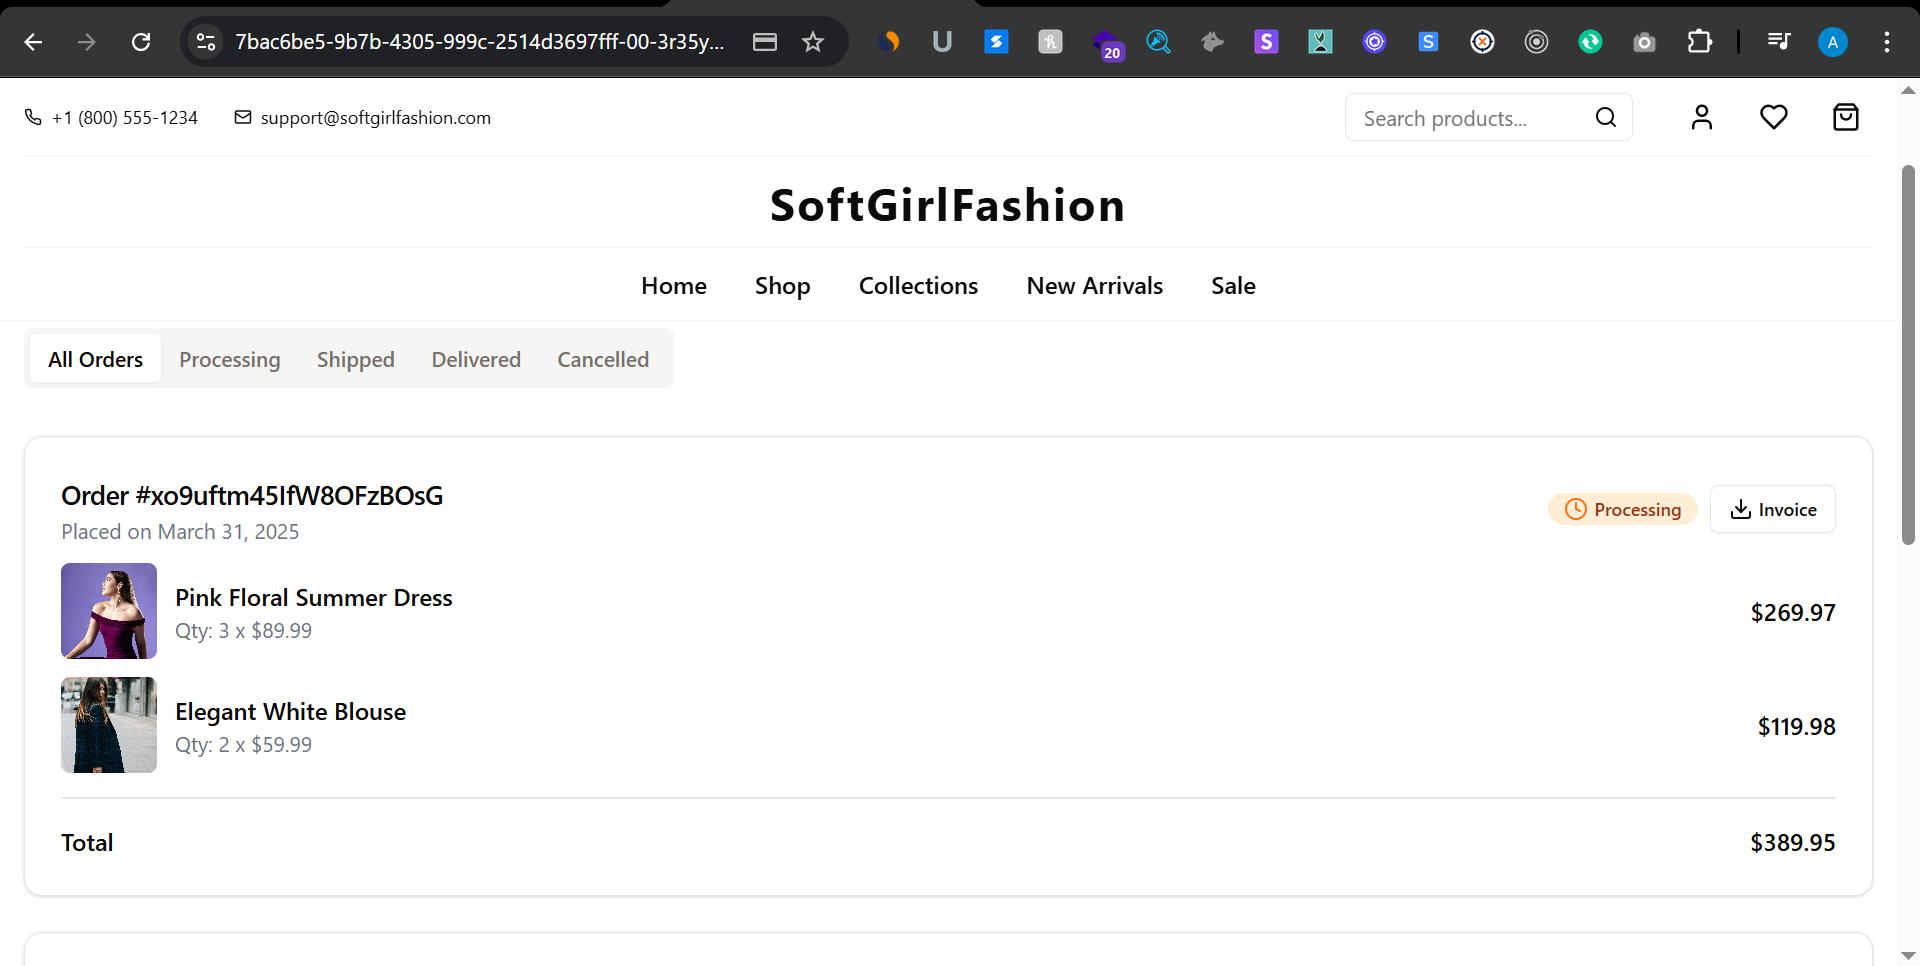 7bac6be5-9b7b-4305-999c-2514d3697fff-00-3r35y...
20
A
+1 (800) 555-1234
support@softgirlfashion.com
Search products...
SoftGirlFashion
Home Shop Collections New Arrivals Sale
All Orders Processing Shipped Delivered Cancelled
Order #xo9uftm45IfW8OFzBOsG
Processing
Invoice
Placed on March 31, 2025
Pink Floral Summer Dress
Qty: 3 x $89.99
$269.97
Elegant White Blouse
Qty: 2 x $59.99
$119.98
Total
$389.95